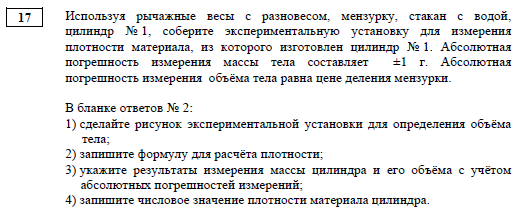 17
Используя рычажные весы с разновесом, мензурку, стакан с водой,
цилиндр № 1, соберите экспериментальную установку для измерения
плотности материала, из которого изготовлен цилиндр № 1. Абсолютная
погрешность измерения массы тела составляет ±1 г. Абсолютная
погрешность измерения объёма тела равна цене деления мензурки.
В бланке ответов № 2:
1) сделайте рисунок экспериментальной установки для определения объёма
тела;
2) запишите формулу для расчёта плотности;
3) укажите результаты измерения массы цилиндра и его объёма с учётом
абсолютных погрешностей измерений;
4) запишите числовое значение плотности материала цилиндра.